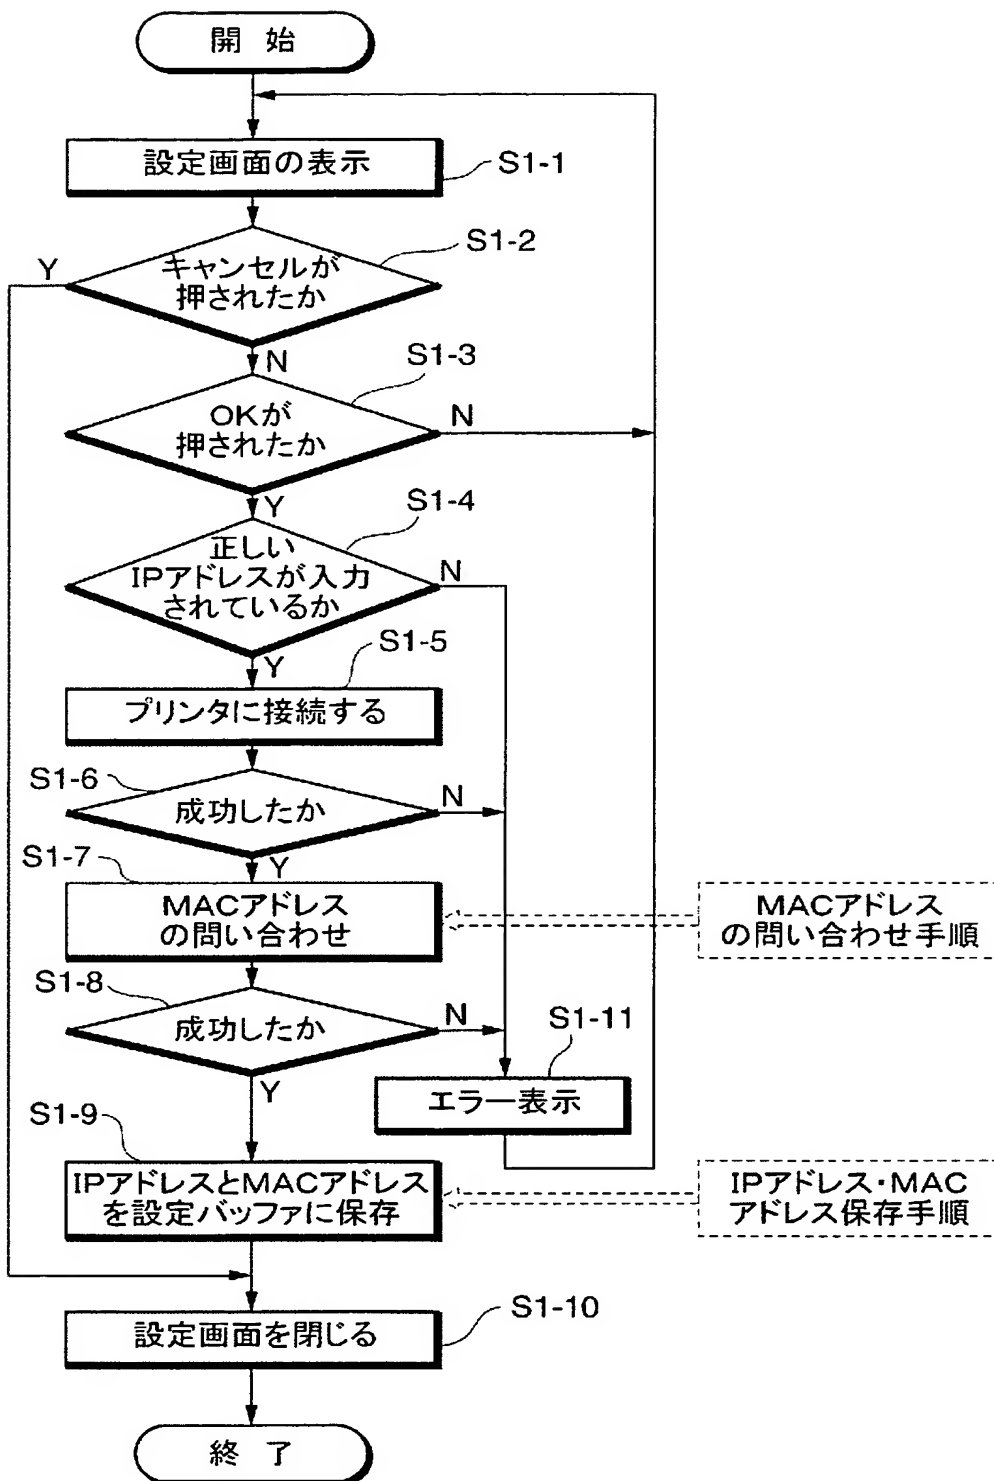 開 始
設定画面の表示
S1-1
S1-2
Y
キャンセルが
押されたか
N
S1-3
OKが
押されたか
N
Y
S1-4
正しい
IPアドレスが入力
されているか
N
Y
S1-5
プリンタに接続する
S1-6
成功したか
N
Y
S1-7
MACアドレス
の問い合わせ
MACアドレス
の問い合わせ手順
S1-8
成功したか
N
Y
S1-11
エラー表示
S1-9
IPアドレスとMACアドレス
を設定バッファに保存
IPアドレス・MAC
アドレス保存手順
S1-10
設定画面を閉じる
終 了